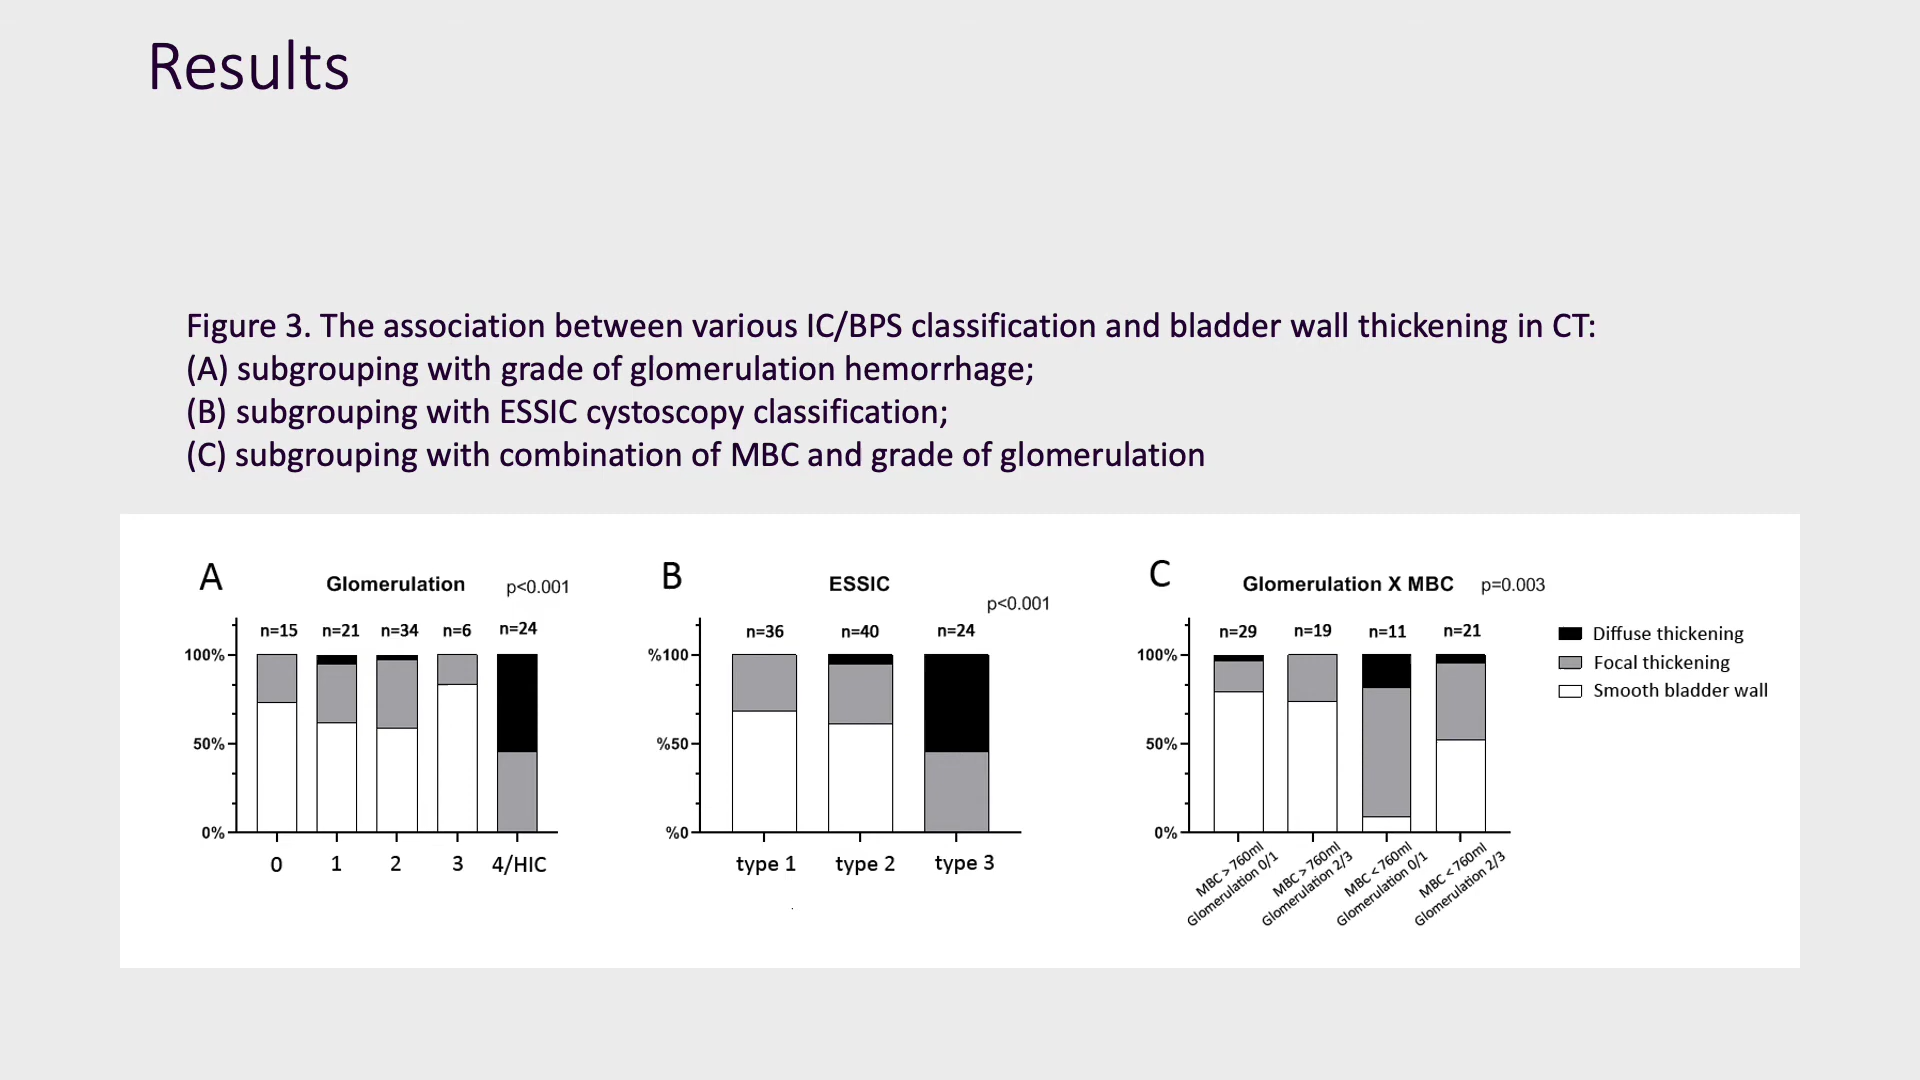 Results
Figure 3. The association between various IC/BPS classification and bladder wall thickening in CT:
(A) subgrouping with grade of glomerulation hemorrhage;
(B) subgrouping with ESSIC cystoscopy classification;
(C) subgrouping with combination of MBC and grade of glomerulation
A
Glomerulation
p<0.001
n=15 n=21 n=34 n=6 n=24
100%
50%
0%
0 1 2 3 4/HIC
B
ESSIC
p<0.001
n=36 n=40 n=24
%100
%50
%0
type 1 type 2 type 3
C
Glomerulation X MBC
p=0.003
n=29 n=19 n=11 n=21
100%
50%
0%
MBC > 760ml
Glomerulation 0/1
MBC > 760ml
Glomerulation 2/3
MBC < 760ml
Glomerulation 0/1
MBC < 760ml
Glomerulation 2/3
Diffuse thickening
Focal thickening
Smooth bladder wall